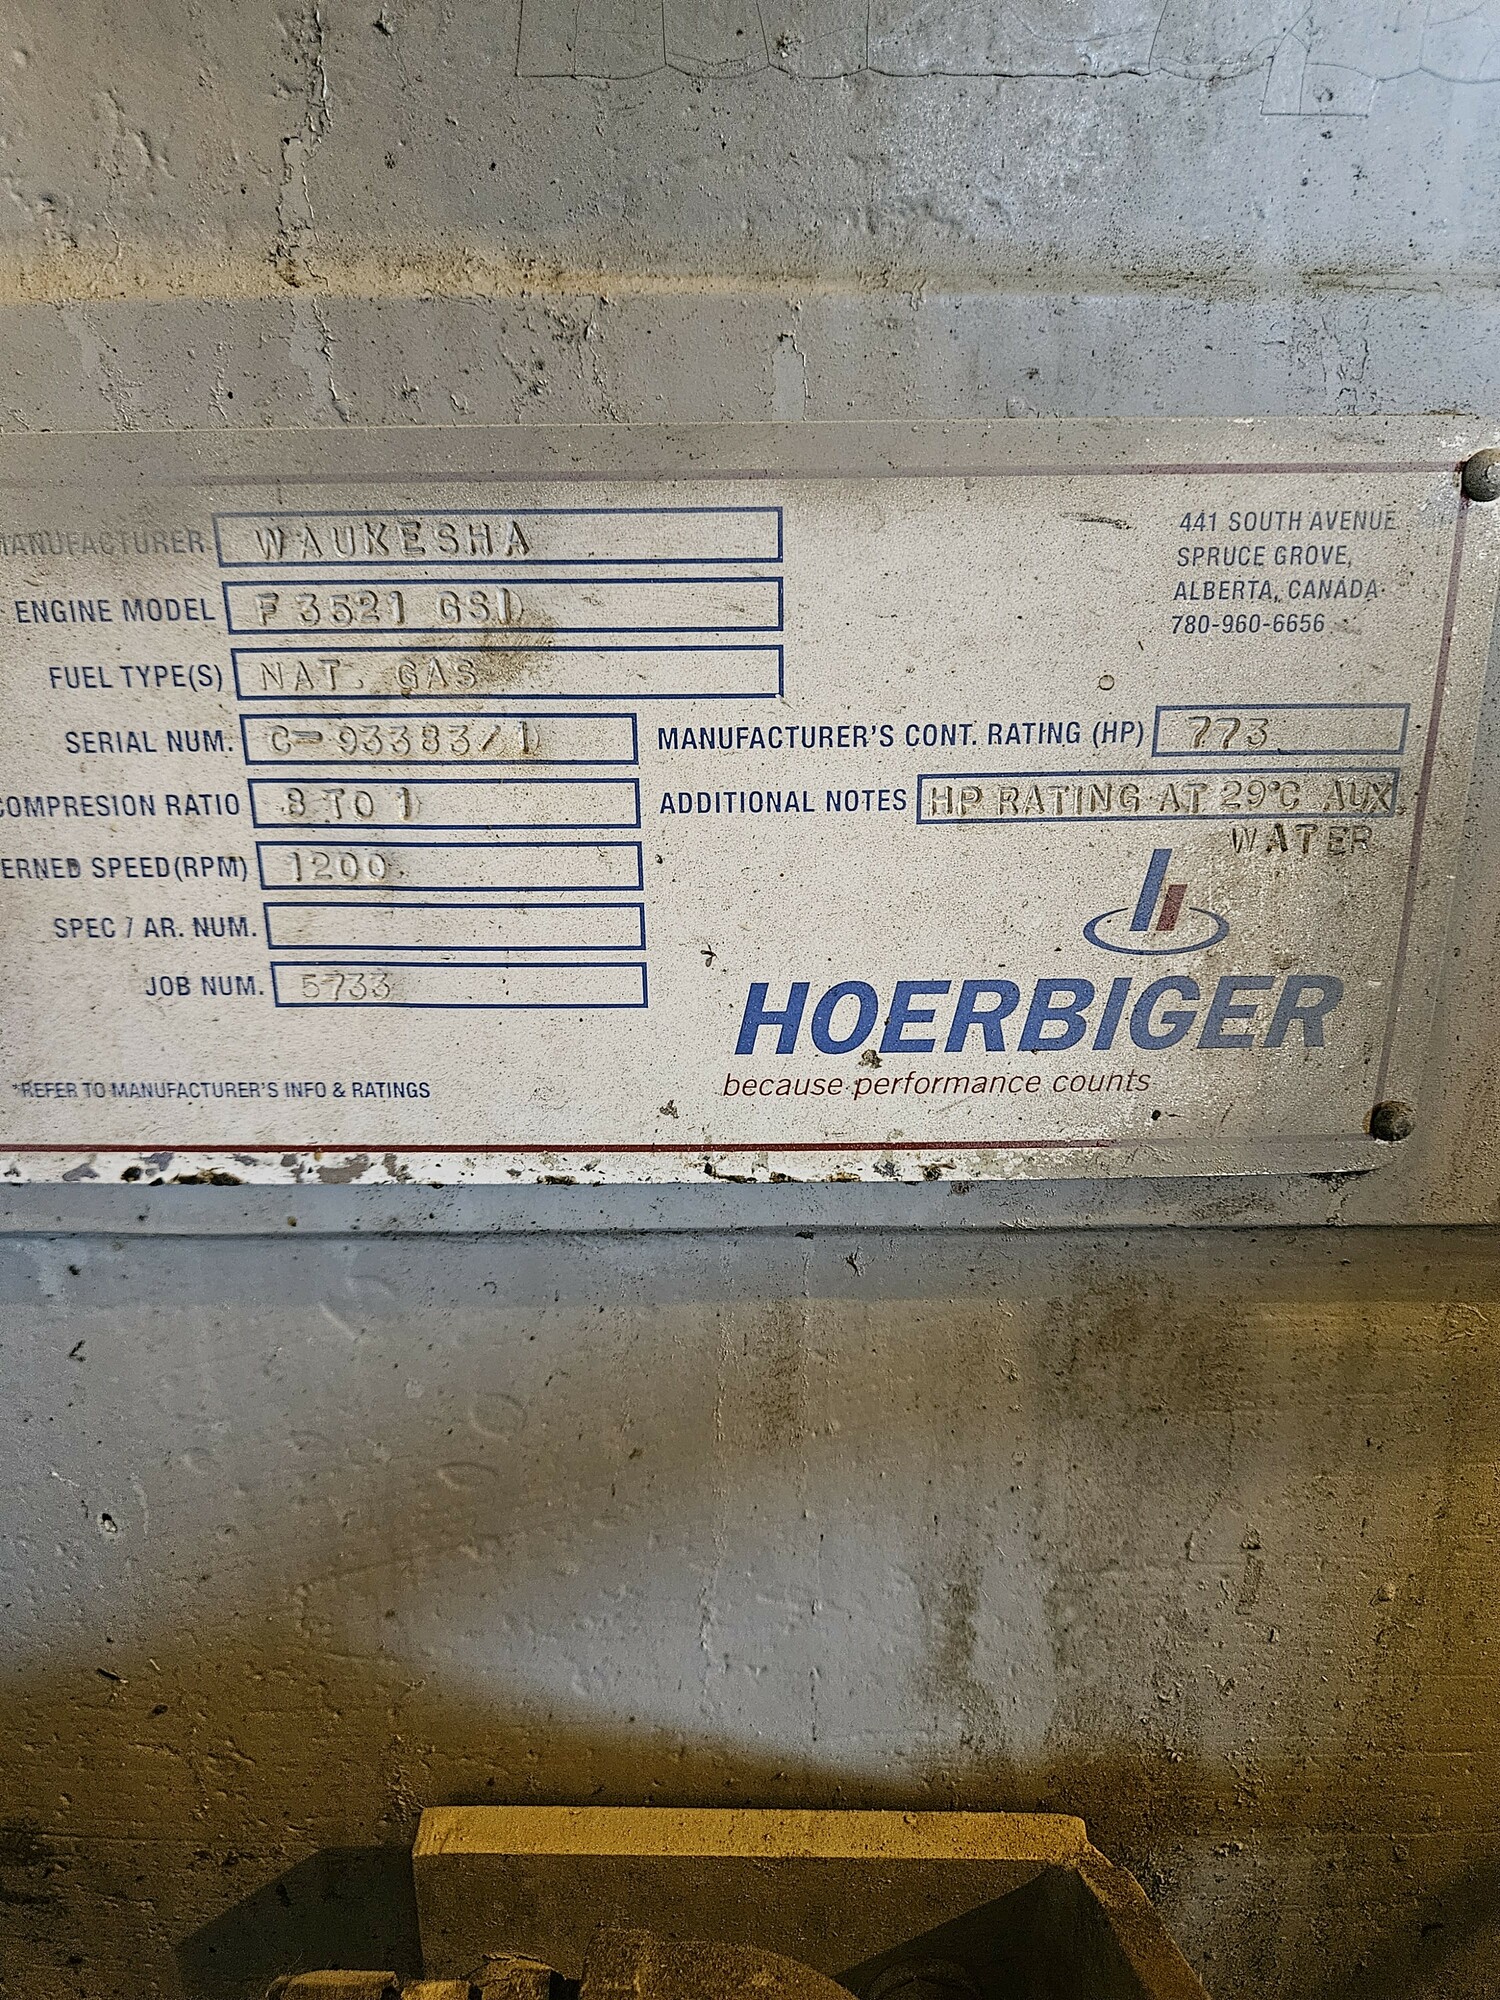 MANUFACTURER WAUKESHA
ENGINE MODEL F 3521 GSI
FUEL TYPE(S) NAT. GAS
SERIAL NUM. C-93383/1
COMPRESION RATIO 8 TO 1
ERNED SPEED(RPM) 1200
SPEC / AR. NUM.
JOB NUM. 5733
*REFER TO MANUFACTURER'S INFO & RATINGS
441 SOUTH AVENUE
SPRUCE GROVE,
ALBERTA, CANADA
780-960-6656
MANUFACTURER'S CONT. RATING (HP) 773
ADDITIONAL NOTES HP RATING AT 29°C AUX
WATER
HOERBIGER
because performance counts